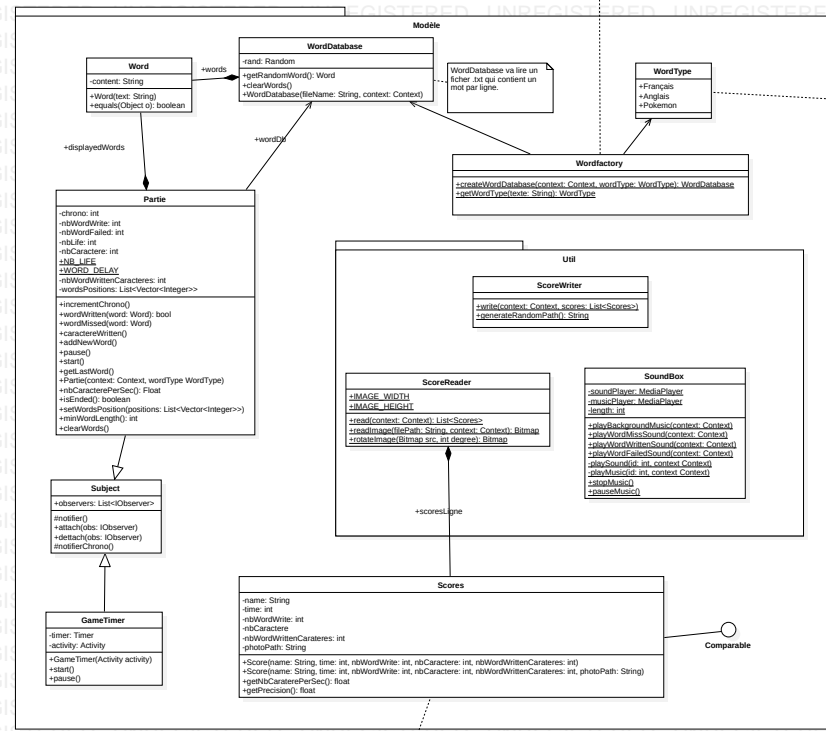 GISTERED UNREGISTERED UNREGISTERE
Modèle
WordDatabase
-rand: Random
+getRandomWord(): Word
+clearWords()
+WordDatabase(fileName: String, context: Context)
Word
-content: String
+Word(text: String)
+equals(Object o): boolean
+words
WordDatabase va lire un
ficher .txt qui contient un
mot par ligne.
WordType
+Français
+Anglais
+Pokemon
+displayedWords
+wordDb
Wordfactory
+createWordDatabase(context: Context, wordType: WordType): WordDatabase
+getWordType(texte: String): WordType
Partie
-chrono: int
-nbWordWrite: int
-nbWordFailed: int
-nbLife: int
-nbCaractere: int
+NB_LIFE
+WORD_DELAY
-nbWordWrittenCaracteres: int
-wordsPositions: List<Vector<Integer>>
+incrementChrono()
+wordWritten(word: Word): bool
+wordMissed(word: Word)
+caractereWritten()
+addNewWord()
+pause()
+start()
+getLastWord()
+Partie(context: Context, wordType WordType)
+nbCaracterePerSec(): Float
+isEnded(): boolean
+setWordsPosition(positions: List<Vector<Integer>>)
+minWordLength(): int
+clearWords()
Util
ScoreWriter
+write(context: Context, scores: List<Scores>)
+generateRandomPath(): String
ScoreReader
+IMAGE_WIDTH
+IMAGE_HEIGHT
+read(context: Context): List<Scores>
+readImage(filePath: String, context: Context): Bitmap
+rotateImage(Bitmap src, int degree): Bitmap
SoundBox
-soundPlayer: MediaPlayer
-musicPlayer: MediaPlayer
-length: int
+playBackgroundMusic(context: Context)
+playWordMissSound(context: Context)
+playWordWrittenSound(context: Context)
+playWordFailedSound(context: Context)
-playSound(id: int, context Context)
-playMusic(id: int, context Context)
+stopMusic()
+pauseMusic()
+scoresLigne
Subject
+observers: List<IObserver>
#notifier()
+attach(obs: IObserver)
+dettach(obs: IObserver)
#notifierChrono()
GameTimer
-timer: Timer
-activity: Activity
+GameTimer(Activity activity)
+start()
+pause()
Scores
-name: String
-time: int
-nbWordWrite: int
-nbCaractere
-nbWordWrittenCarateres: int
-photoPath: String
+Score(name: String, time: int, nbWordWrite: int, nbCaractere: int, nbWordWrittenCarateres: int)
+Score(name: String, time: int, nbWordWrite: int, nbCaractere: int, nbWordWrittenCarateres: int, photoPath: String)
+getNbCaraterePerSec(): float
+getPrecision(): float
Comparable